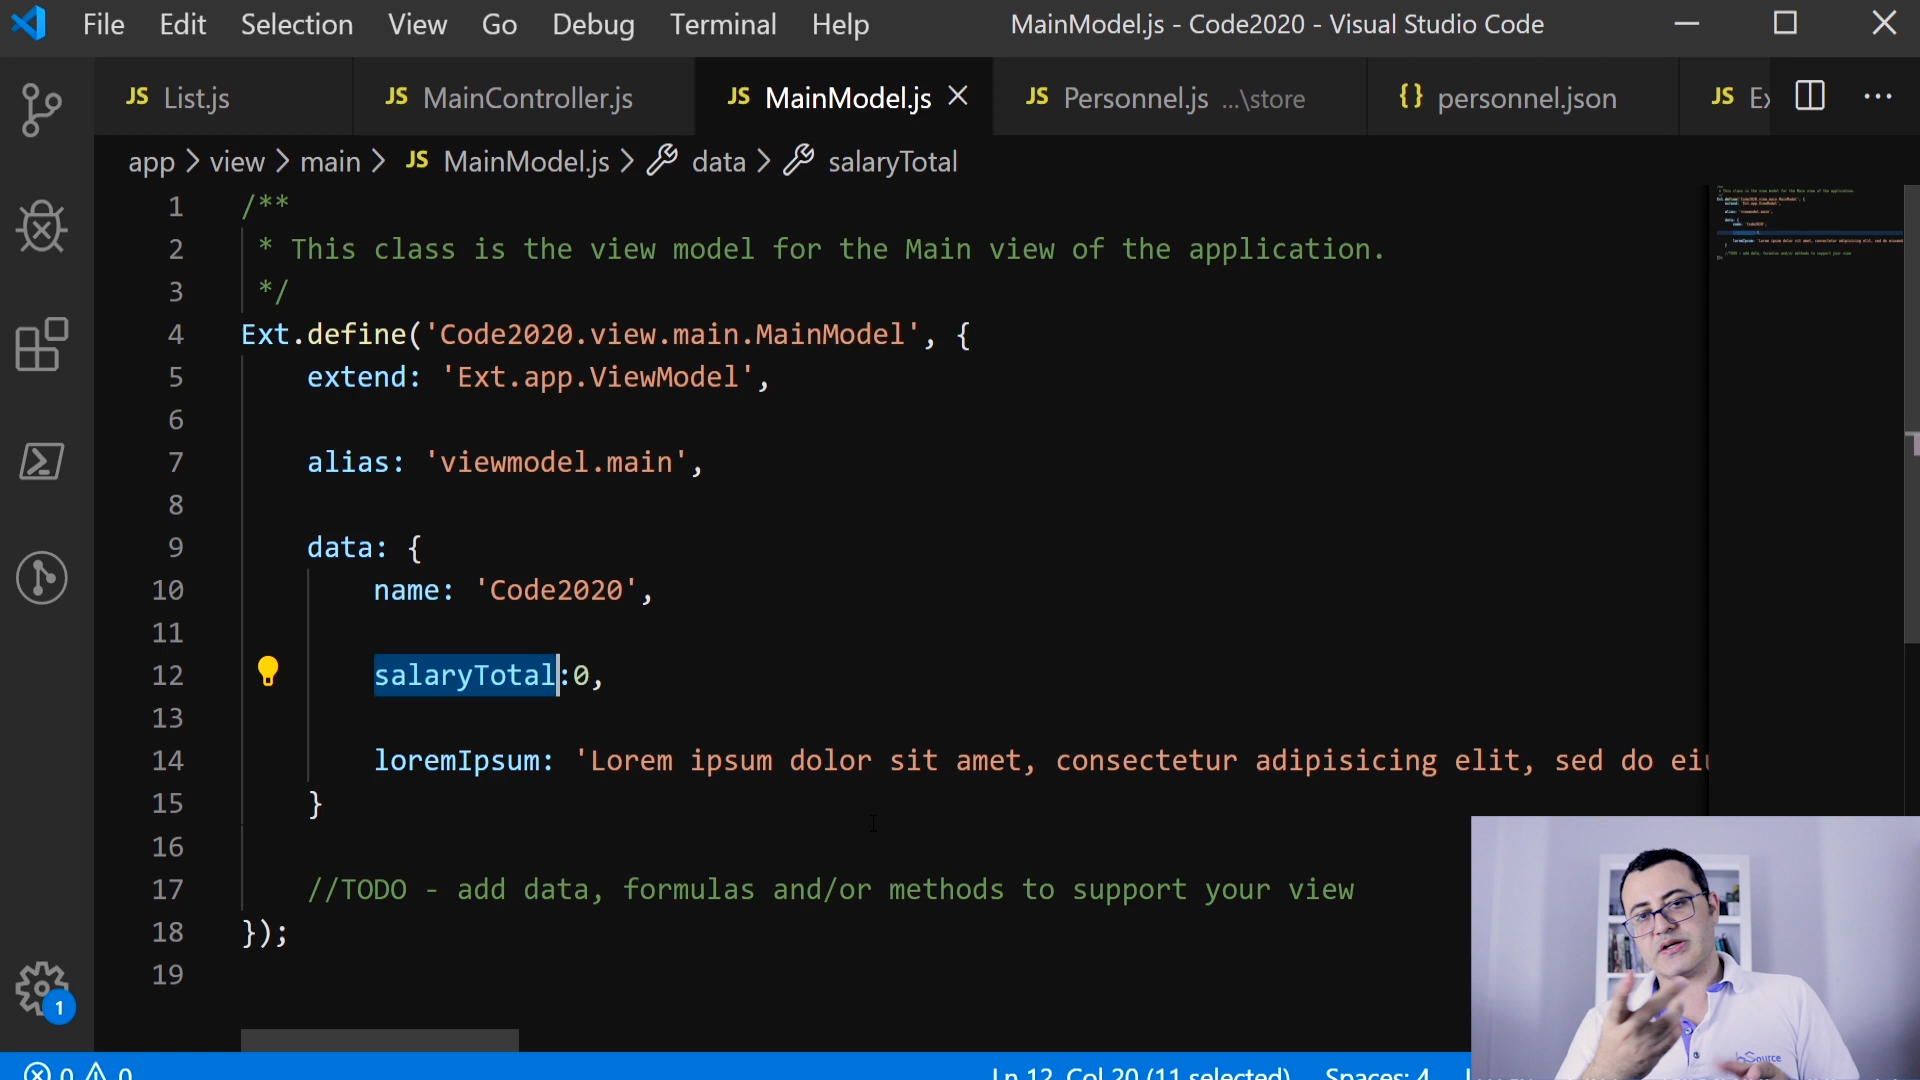 File Edit Selection View Go Debug Terminal Help MainModel.js - Code2020 - Visual Studio Code
JS List.js JS MainController.js JS MainModel.js JS Personnel.js ...\store {} personnel.json JS
app > view > main > JS MainModel.js > data > salaryTotal
1 /**
2 * This class is the view model for the Main view of the application.
3 */
4 Ext.define('Code2020.view.main.MainModel', {
5 extend: 'Ext.app.ViewModel',
6
7 alias: 'viewmodel.main',
8
9 data: {
10 name: 'Code2020',
11
12 salaryTotal:0,
13
14 loremIpsum: 'Lorem ipsum dolor sit amet, consectetur adipisicing elit, sed do
15 }
16
17 //TODO - add data, formulas and/or methods to support your view
18 });
19
1
0 0 Ln 12, Col 20 (11 selected) Spaces: 4